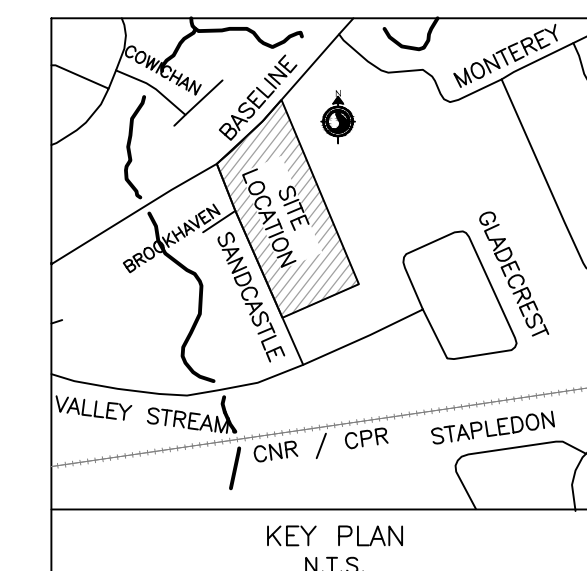 COWICHAN
BASELINE
MONTEREY
N
SITE
LOCATION
BROOKHAVEN
SANDCASTLE
GLADECREST
VALLEY STREAM
CNR / CPR
STAPLEDON
KEY PLAN
N.T.S.